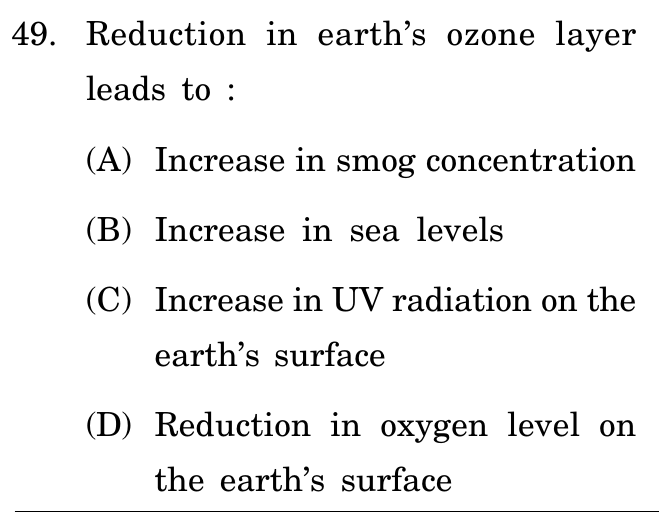 49. Reduction in earth's ozone layer
leads to :
(A) Increase in smog concentration
(B) Increase in sea levels
(C) Increase in UV radiation on the
earth's surface
(D) Reduction in oxygen level on
the earth's surface